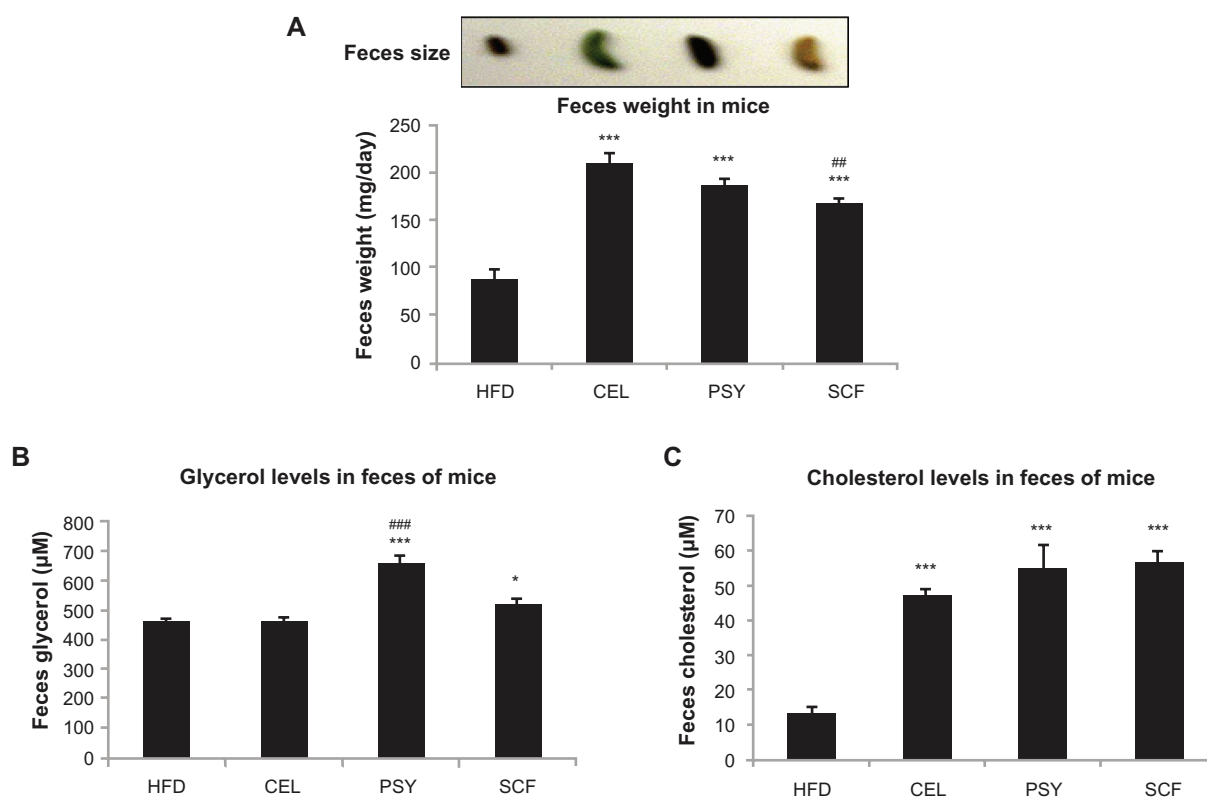 A
Feces size
Feces weight in mice
Feces weight (mg/day)
250
200
150
100
50
0
***
***
##
***
HFD CEL PSY SCF
B
Glycerol levels in feces of mice
Feces glycerol (µM)
800
700
600
500
400
300
200
100
0
###
***
*
HFD CEL PSY SCF
C
Cholesterol levels in feces of mice
Feces cholesterol (µM)
70
60
50
40
30
20
10
0
***
***
***
HFD CEL PSY SCF